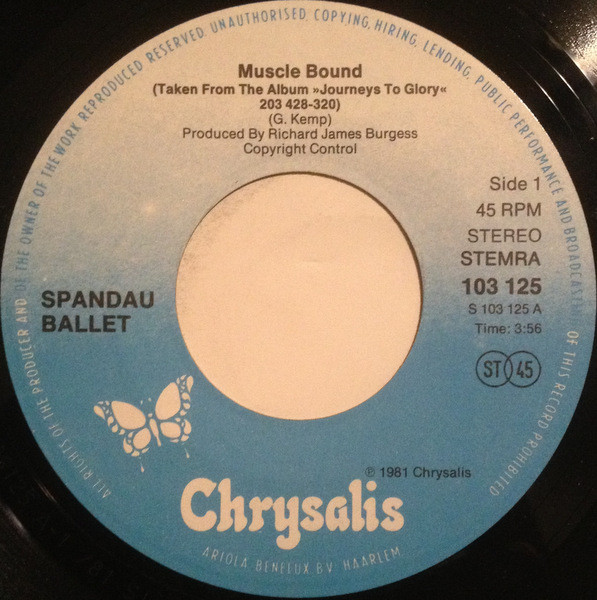 ALL RIGHTS OF THE PRODUCER AND OF THE OWNER OF THE WORK REPRODUCED RESERVED. UNAUTHORISED, COPYING, HIRING, LENDING, PUBLIC PERFORMANCE AND BROADCASTING OF THIS RECORD PROHIBITED
Muscle Bound
(Taken From The Album »Journeys To Glory«
203 428-320)
(G. Kemp)
Produced By Richard James Burgess
Copyright Control
Side 1
45 RPM
STEREO
STEMRA
103 125
S 103 125 A
Time: 3:56
ST 45
SPANDAU
BALLET
℗ 1981 Chrysalis
Chrysalis
ARIOLA BENELUX B.V. HAARLEM